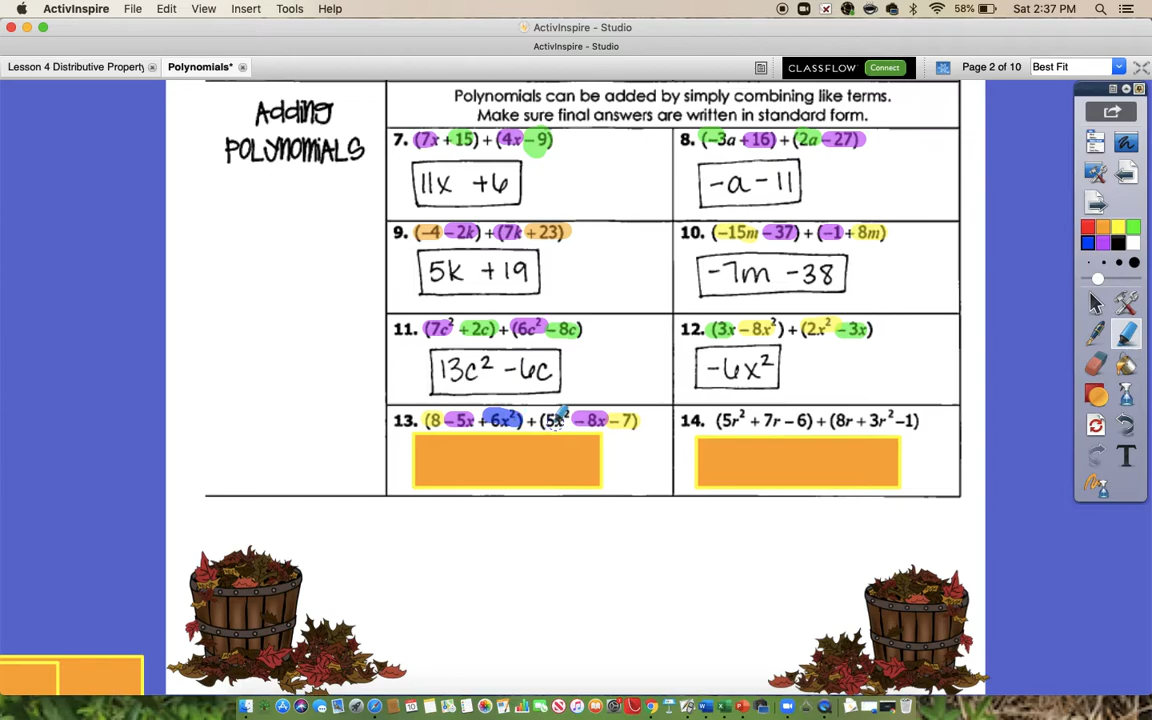 ActivInspire File Edit View Insert Tools Help 58% Sat 2:37 PM
ActivInspire - Studio
ActivInspire - Studio
Lesson 4 Distributive Property Polynomials* CLASSFLOW Connect Page 2 of 10 Best Fit
Adding
POLYNOMIALS
Polynomials can be added by simply combining like terms.
Make sure final answers are written in standard form.
7. (7x + 15) + (4x − 9)
11x + 6
8. (−3a + 16) + (2a − 27)
−a − 11
9. (−4 − 2k) + (7k + 23)
5k + 19
10. (−15m − 37) + (−1 + 8m)
−7m − 38
11. (7c² + 2c) + (6c² − 8c)
13c² − 6c
12. (3x − 8x²) + (2x² − 3x)
−6x²
13. (8 − 5x + 6x²) + (5x² − 8x − 7)
14. (5r² + 7r − 6) + (8r + 3r² − 1)
T